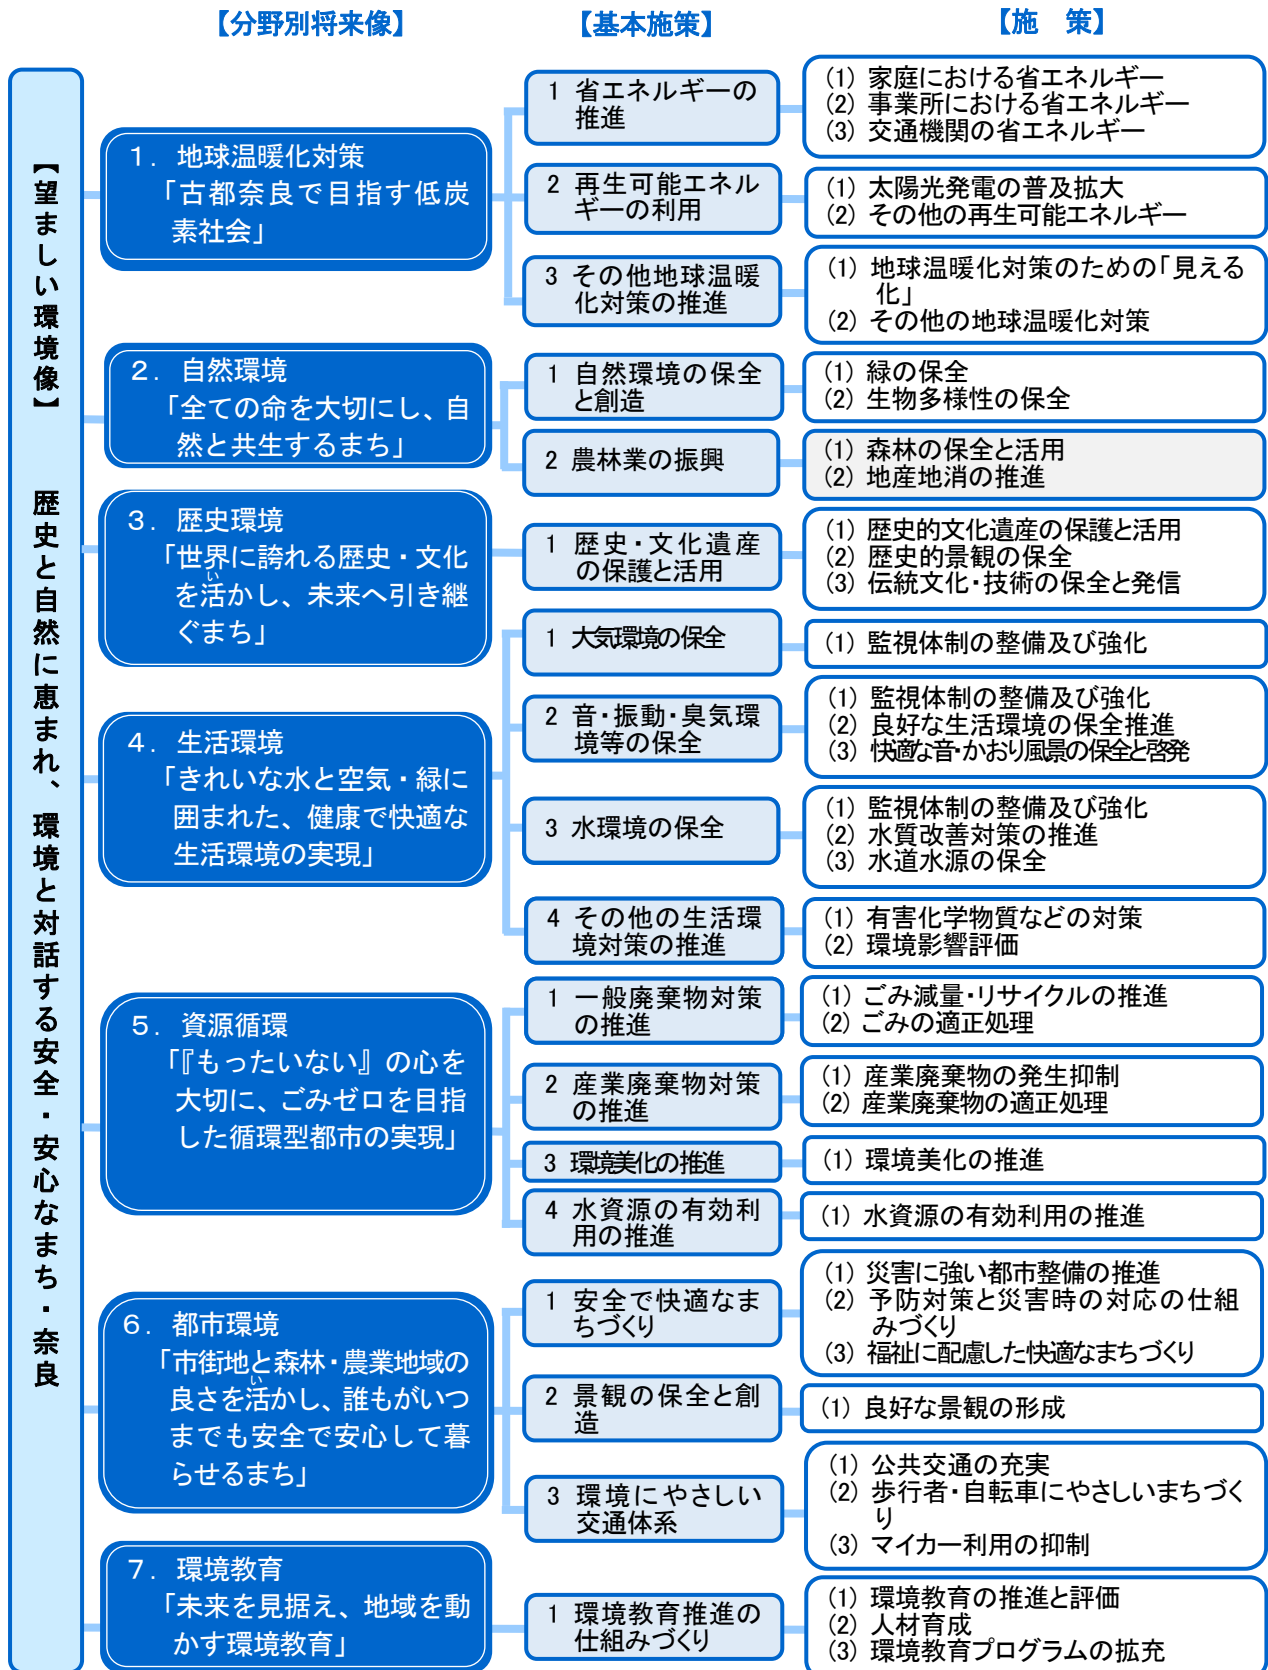 【分野別将来像】
【基本施策】
【施　策】
【望ましい環境像】　歴史と自然に恵まれ、環境と対話する安全・安心なまち・奈良
１．地球温暖化対策
「古都奈良で目指す低炭
素社会」
1 省エネルギーの
推進
(1) 家庭における省エネルギー
(2) 事業所における省エネルギー
(3) 交通機関の省エネルギー
2 再生可能エネル
ギーの利用
(1) 太陽光発電の普及拡大
(2) その他の再生可能エネルギー
3 その他地球温暖
化対策の推進
(1) 地球温暖化対策のための「見える
化」
(2) その他の地球温暖化対策
２．自然環境
「全ての命を大切にし、自
然と共生するまち」
1 自然環境の保全
と創造
(1) 緑の保全
(2) 生物多様性の保全
2 農林業の振興
(1) 森林の保全と活用
(2) 地産地消の推進
３．歴史環境
「世界に誇れる歴史・文化
い
を活かし、未来へ引き継
ぐまち」
1 歴史・文化遺産
の保護と活用
(1) 歴史的文化遺産の保護と活用
(2) 歴史的景観の保全
(3) 伝統文化・技術の保全と発信
４．生活環境
「きれいな水と空気・緑に
囲まれた、健康で快適な
生活環境の実現」
1 大気環境の保全
(1) 監視体制の整備及び強化
2 音・振動・臭気環
境等の保全
(1) 監視体制の整備及び強化
(2) 良好な生活環境の保全推進
(3) 快適な音・かおり風景の保全と啓発
3 水環境の保全
(1) 監視体制の整備及び強化
(2) 水質改善対策の推進
(3) 水道水源の保全
4 その他の生活環
境対策の推進
(1) 有害化学物質などの対策
(2) 環境影響評価
５．資源循環
「『もったいない』の心を
大切に、ごみゼロを目指
した循環型都市の実現」
1 一般廃棄物対策
の推進
(1) ごみ減量・リサイクルの推進
(2) ごみの適正処理
2 産業廃棄物対策
の推進
(1) 産業廃棄物の発生抑制
(2) 産業廃棄物の適正処理
3 環境美化の推進
(1) 環境美化の推進
4 水資源の有効利
用の推進
(1) 水資源の有効利用の推進
６．都市環境
「市街地と森林・農業地域の
い
良さを活かし、誰もがいつ
までも安全で安心して暮
らせるまち」
1 安全で快適なま
ちづくり
(1) 災害に強い都市整備の推進
(2) 予防対策と災害時の対応の仕組
みづくり
(3) 福祉に配慮した快適なまちづくり
2 景観の保全と創
造
(1) 良好な景観の形成
3 環境にやさしい
交通体系
(1) 公共交通の充実
(2) 歩行者・自転車にやさしいまちづく
り
(3) マイカー利用の抑制
７．環境教育
「未来を見据え、地域を動
かす環境教育」
1 環境教育推進の
仕組みづくり
(1) 環境教育の推進と評価
(2) 人材育成
(3) 環境教育プログラムの拡充